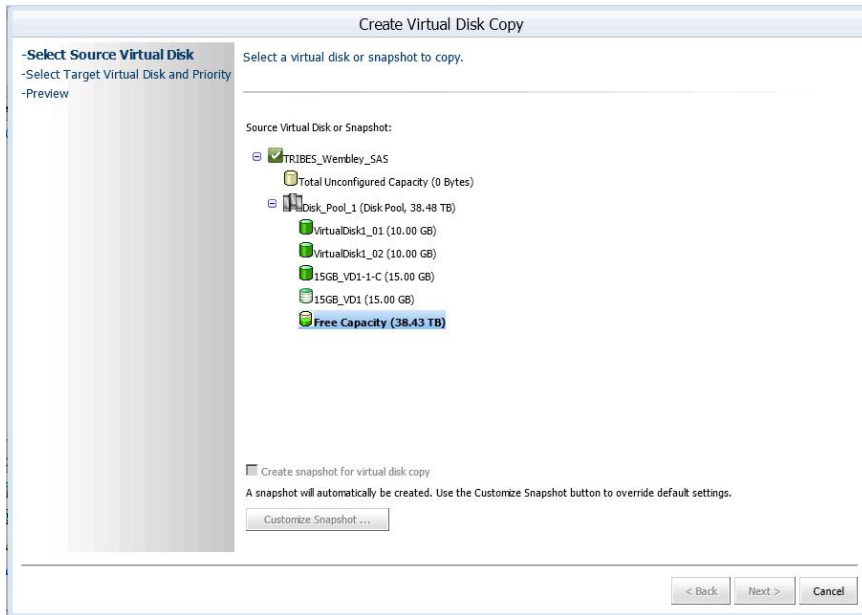 Create Virtual Disk Copy
-Select Source Virtual Disk
-Select Target Virtual Disk and Priority
-Preview
Select a virtual disk or snapshot to copy.
Source Virtual Disk or Snapshot:
TRIBES_Wembley_SAS
Total Unconfigured Capacity (0 Bytes)
Disk_Pool_1 (Disk Pool, 38.48 TB)
VirtualDisk1_01 (10.00 GB)
VirtualDisk1_02 (10.00 GB)
15GB_VD1-1-C (15.00 GB)
15GB_VD1 (15.00 GB)
Free Capacity (38.43 TB)
Create snapshot for virtual disk copy
A snapshot will automatically be created. Use the Customize Snapshot button to override default settings.
Customize Snapshot ...
< Back Next > Cancel